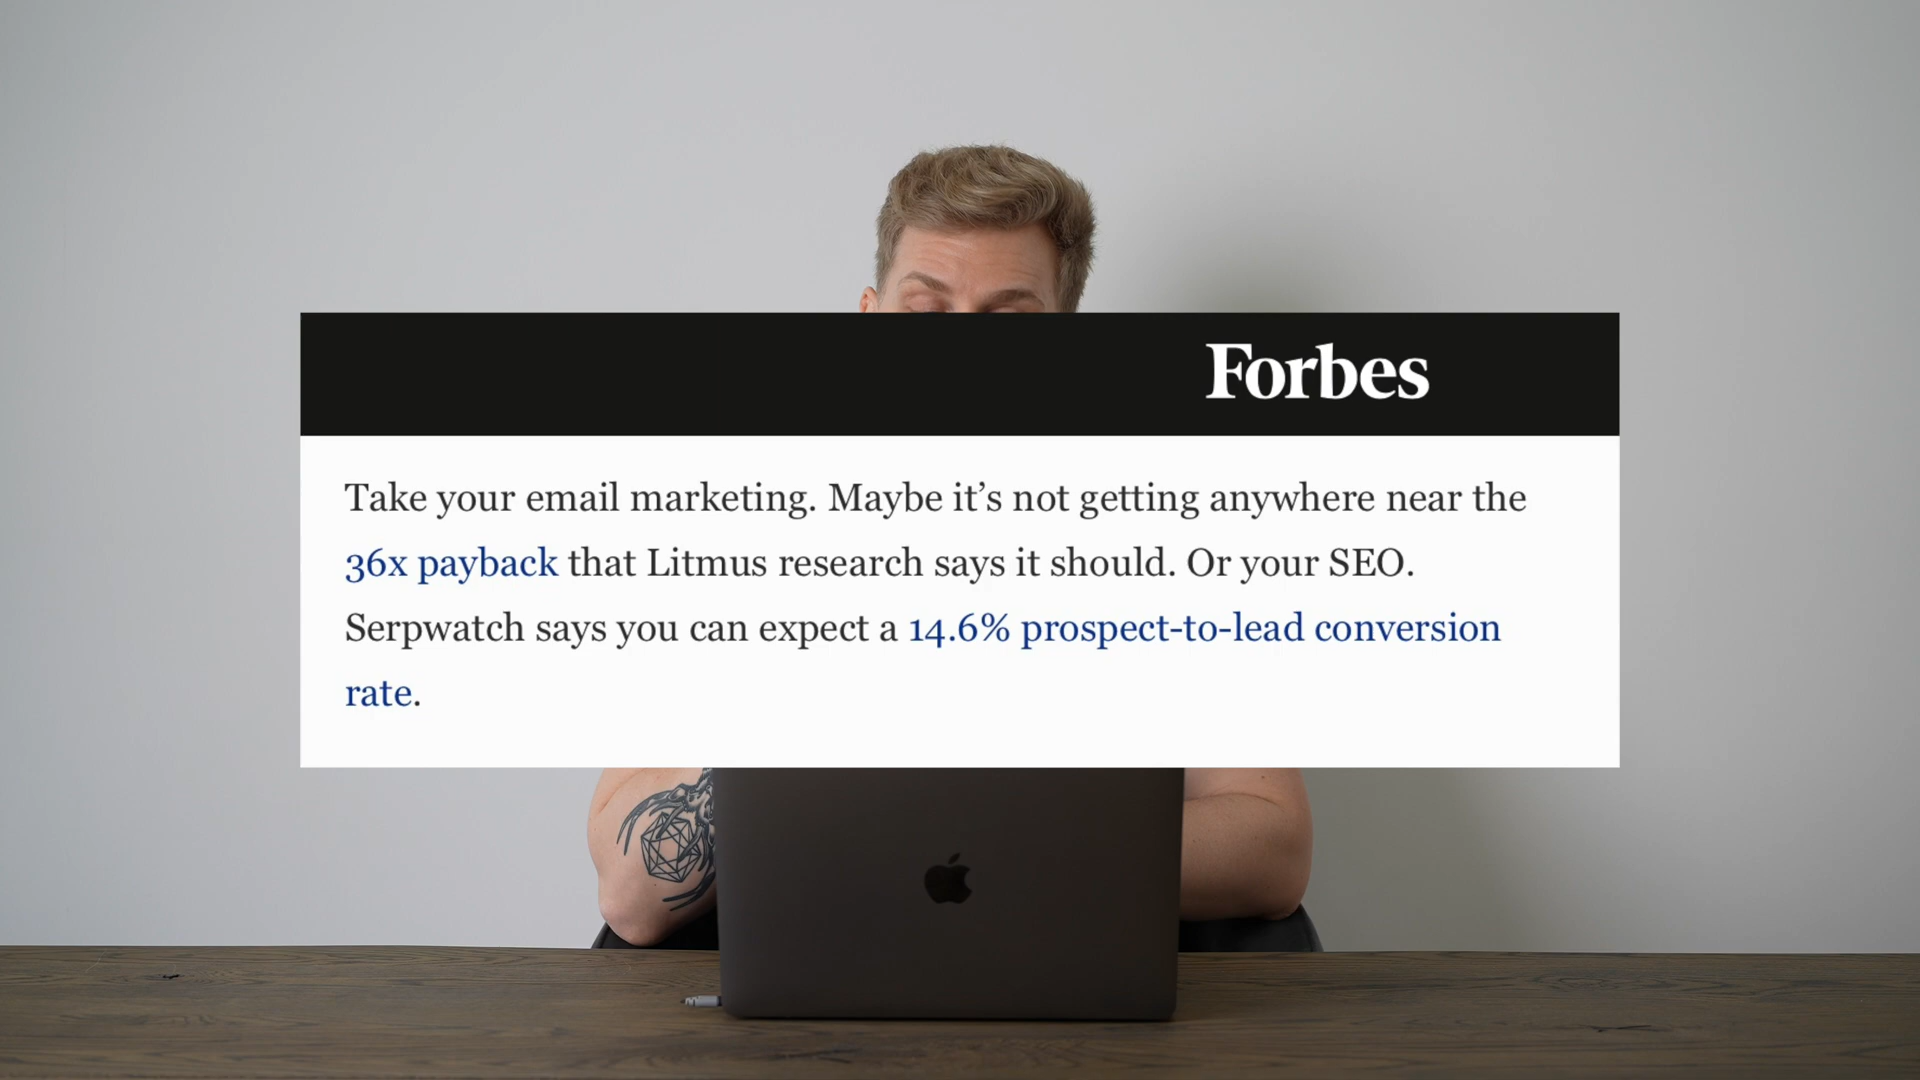 Forbes
Take your email marketing. Maybe it’s not getting anywhere near the
36x payback that Litmus research says it should. Or your SEO.
Serpwatch says you can expect a 14.6% prospect-to-lead conversion
rate.